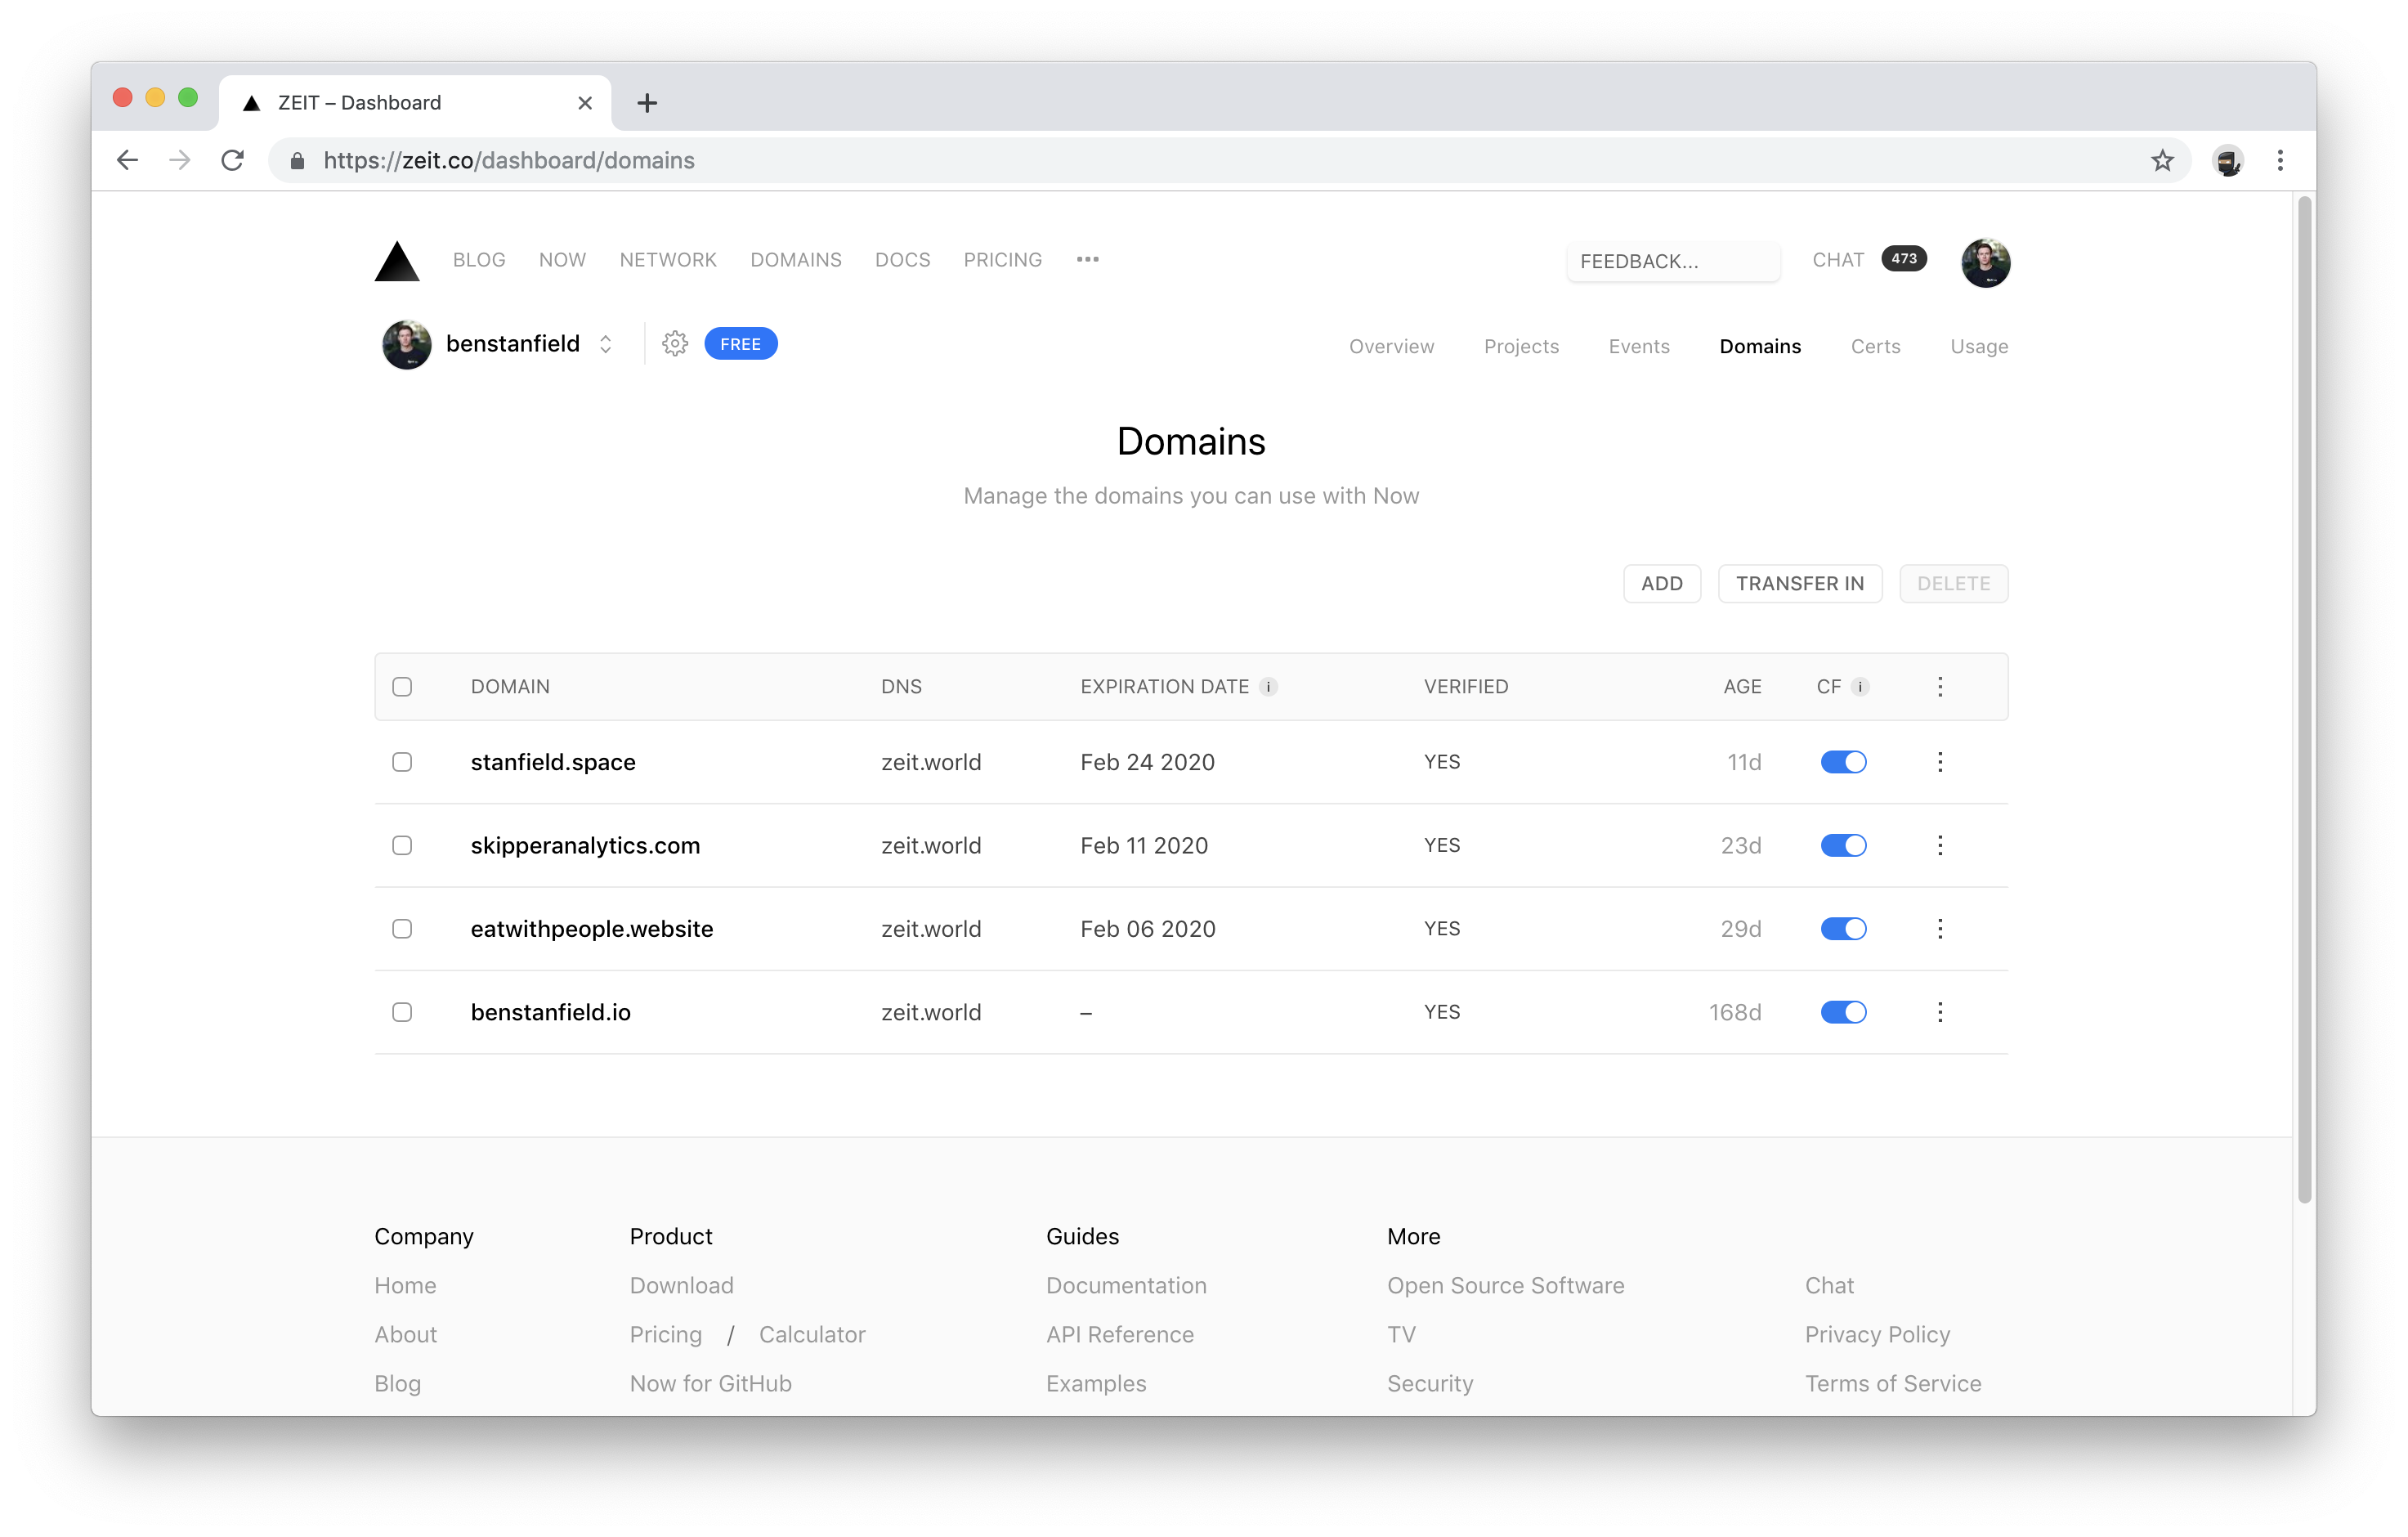 ZEIT – Dashboard
https://zeit.co/dashboard/domains
BLOG NOW NETWORK DOMAINS DOCS PRICING FEEDBACK... CHAT 473
benstanfield FREE Overview Projects Events Domains Certs Usage
Domains
Manage the domains you can use with Now
ADD TRANSFER IN DELETE
DOMAIN DNS EXPIRATION DATE i VERIFIED AGE CF i
stanfield.space zeit.world Feb 24 2020 YES 11d
skipperanalytics.com zeit.world Feb 11 2020 YES 23d
eatwithpeople.website zeit.world Feb 06 2020 YES 29d
benstanfield.io zeit.world – YES 168d
Company Product Guides More
Home Download Documentation Open Source Software Chat
About Pricing / Calculator API Reference TV Privacy Policy
Blog Now for GitHub Examples Security Terms of Service